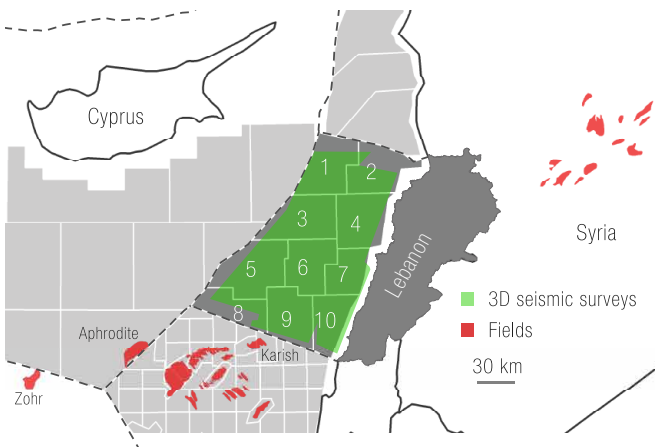 Cyprus
1
2
3
4
Syria
Lebanon
5
6
7
3D seismic surveys
8
9
10
Fields
Aphrodite
Karish
30 km
Zohr